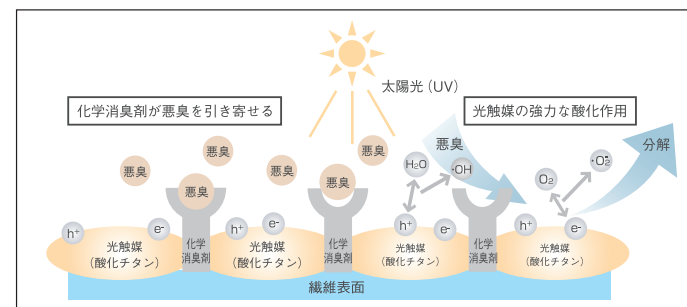 太陽光（UV）
化学消臭剤が悪臭を引き寄せる
光触媒の強力な酸化作用
悪臭
悪臭
悪臭
悪臭
悪臭
悪臭
悪臭
分解
H₂O
・OH
O₂
・O₂⁻
h⁺
e⁻
h⁺
e⁻
h⁺
e⁻
h⁺
e⁻
光触媒
（酸化チタン）
化学
消臭剤
光触媒
（酸化チタン）
化学
消臭剤
光触媒
（酸化チタン）
化学
消臭剤
光触媒
（酸化チタン）
繊維表面